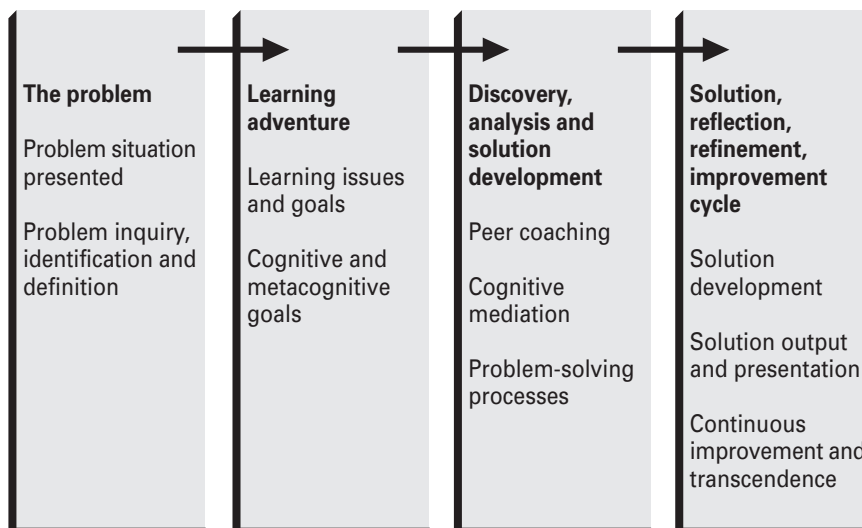 The problem
Problem situation
presented
Problem inquiry,
identification and
definition
Learning
adventure
Learning issues
and goals
Cognitive and
metacognitive
goals
Discovery,
analysis and
solution
development
Peer coaching
Cognitive
mediation
Problem-solving
processes
Solution,
reflection,
refinement,
improvement
cycle
Solution
development
Solution output
and presentation
Continuous
improvement and
transcendence